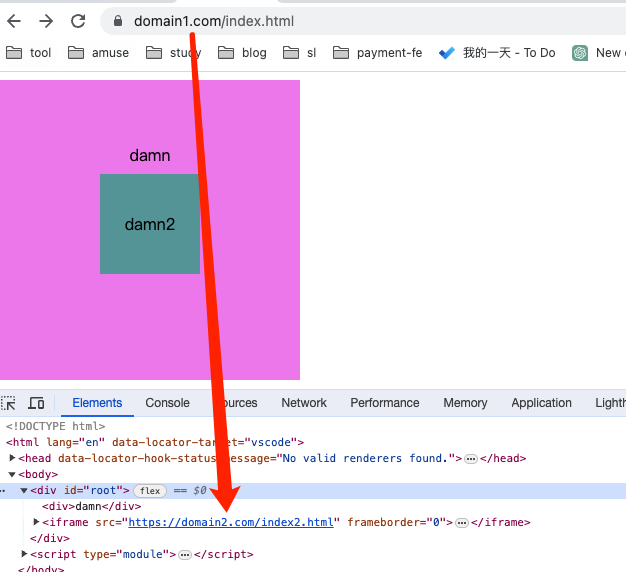 domain1.com/index.html
tool amuse study blog sl payment-fe 我的一天 - To Do New
damn
damn2
Elements Console Sources Network Performance Memory Application
<!DOCTYPE html>
<html lang="en" data-locator-target="vscode">
<head data-locator-hook-status-message="No valid renderers found."> … </head>
<body>
… <div id="root"> flex == $0
<div>damn</div>
<iframe src="https://domain2.com/index2.html" frameborder="0"> … </iframe>
</div>
<script type="module"> … </script>
</body>